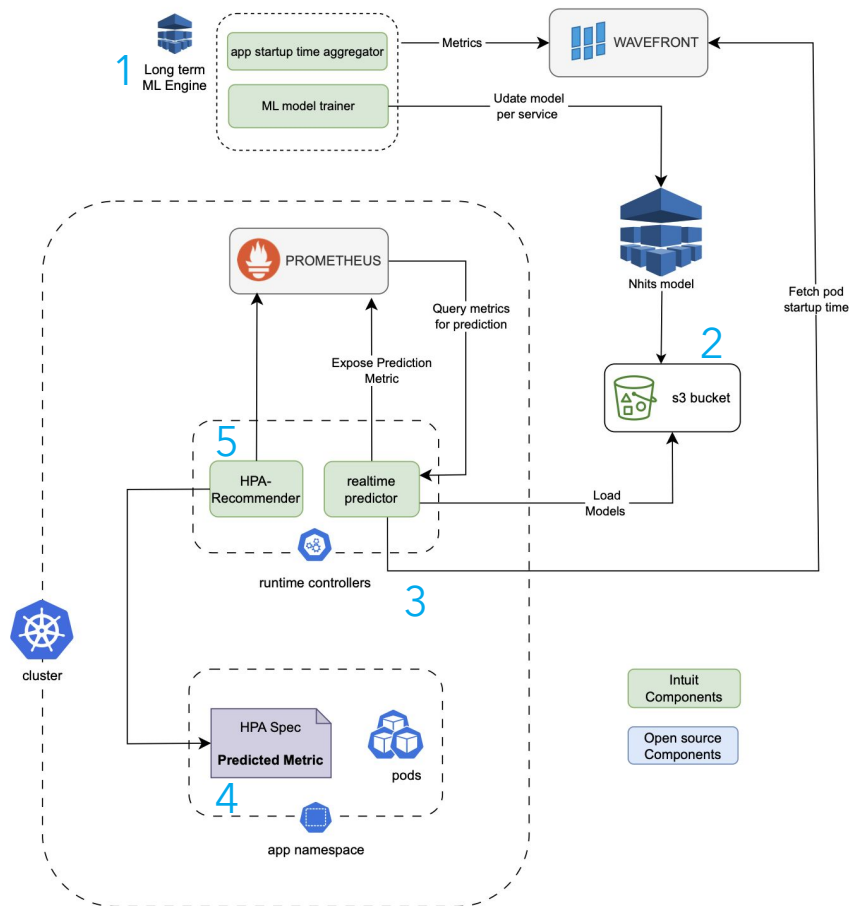 1
Long term
ML Engine
app startup time aggregator
ML model trainer
Metrics
WAVEFRONT
Udate model
per service
Nhits model
Fetch pod
startup time
2
s3 bucket
PROMETHEUS
Query metrics
for prediction
Expose Prediction
Metric
5
HPA-
Recommender
realtime
predictor
Load
Models
runtime controllers
3
cluster
HPA Spec
Predicted Metric
pods
4
app namespace
Intuit
Components
Open source
Components